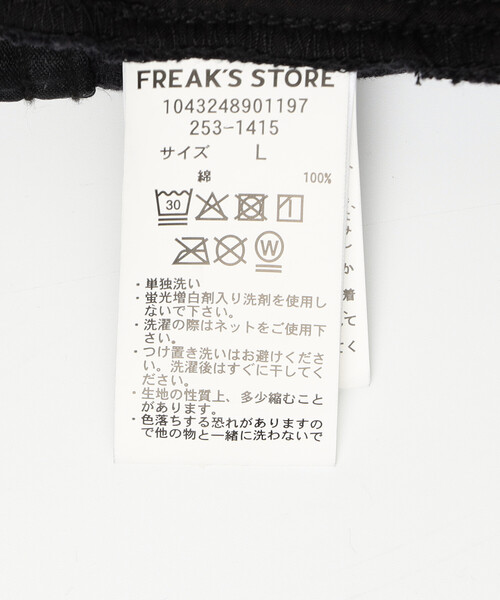 FREAK'S STORE
1043248901197
253-1415
サイズ L
綿 100%
30
W
・単独洗い
・蛍光増白剤入り洗剤を使用し
ないで下さい。
・洗濯の際はネットをご使用下
さい。
・つけ置き洗いはお避けくださ
い。洗濯後はすぐに干してく
ださい。
・生地の性質上、多少縮むこと
があります。
・色落ちする恐れがありますの
で他の物と一緒に洗わないで
か
着
て
く